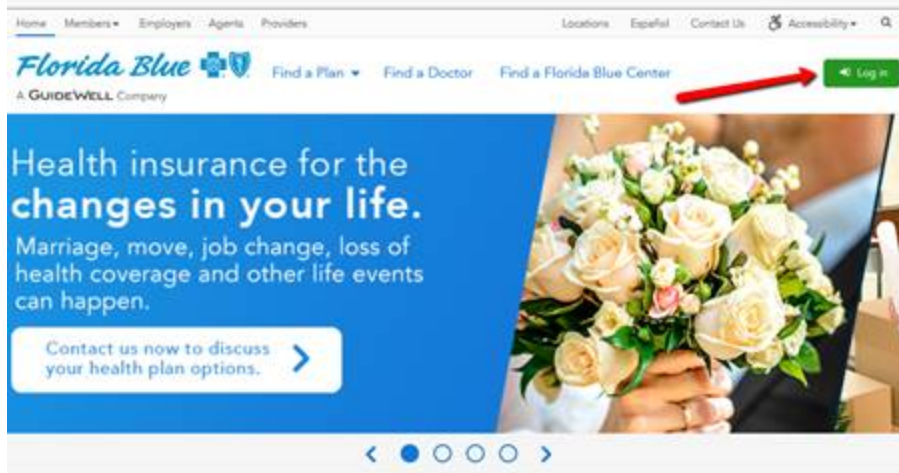 Home Members Employers Agents Providers Locations Español Contact Us Accessibility
Florida Blue
A GUIDEWELL Company
Find a Plan Find a Doctor Find a Florida Blue Center
Log in
Health insurance for the
changes in your life.
Marriage, move, job change, loss of
health coverage and other life events
can happen.
Contact us now to discuss
your health plan options.